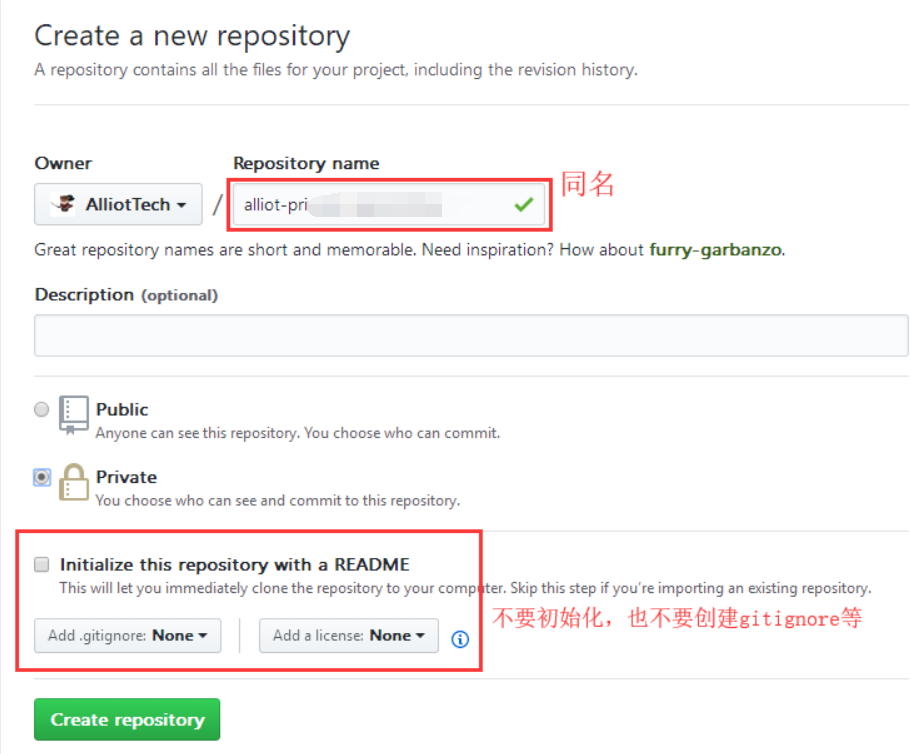 Create a new repository
A repository contains all the files for your project, including the revision history.
Owner
Repository name
AlliotTech
/
alliot-pri
同名
Great repository names are short and memorable. Need inspiration? How about furry-garbanzo.
Description (optional)
Public
Anyone can see this repository. You choose who can commit.
Private
You choose who can see and commit to this repository.
Initialize this repository with a README
This will let you immediately clone the repository to your computer. Skip this step if you're importing an existing repository.
Add .gitignore: None
Add a license: None
不要初始化，也不要创建gitignore等
Create repository